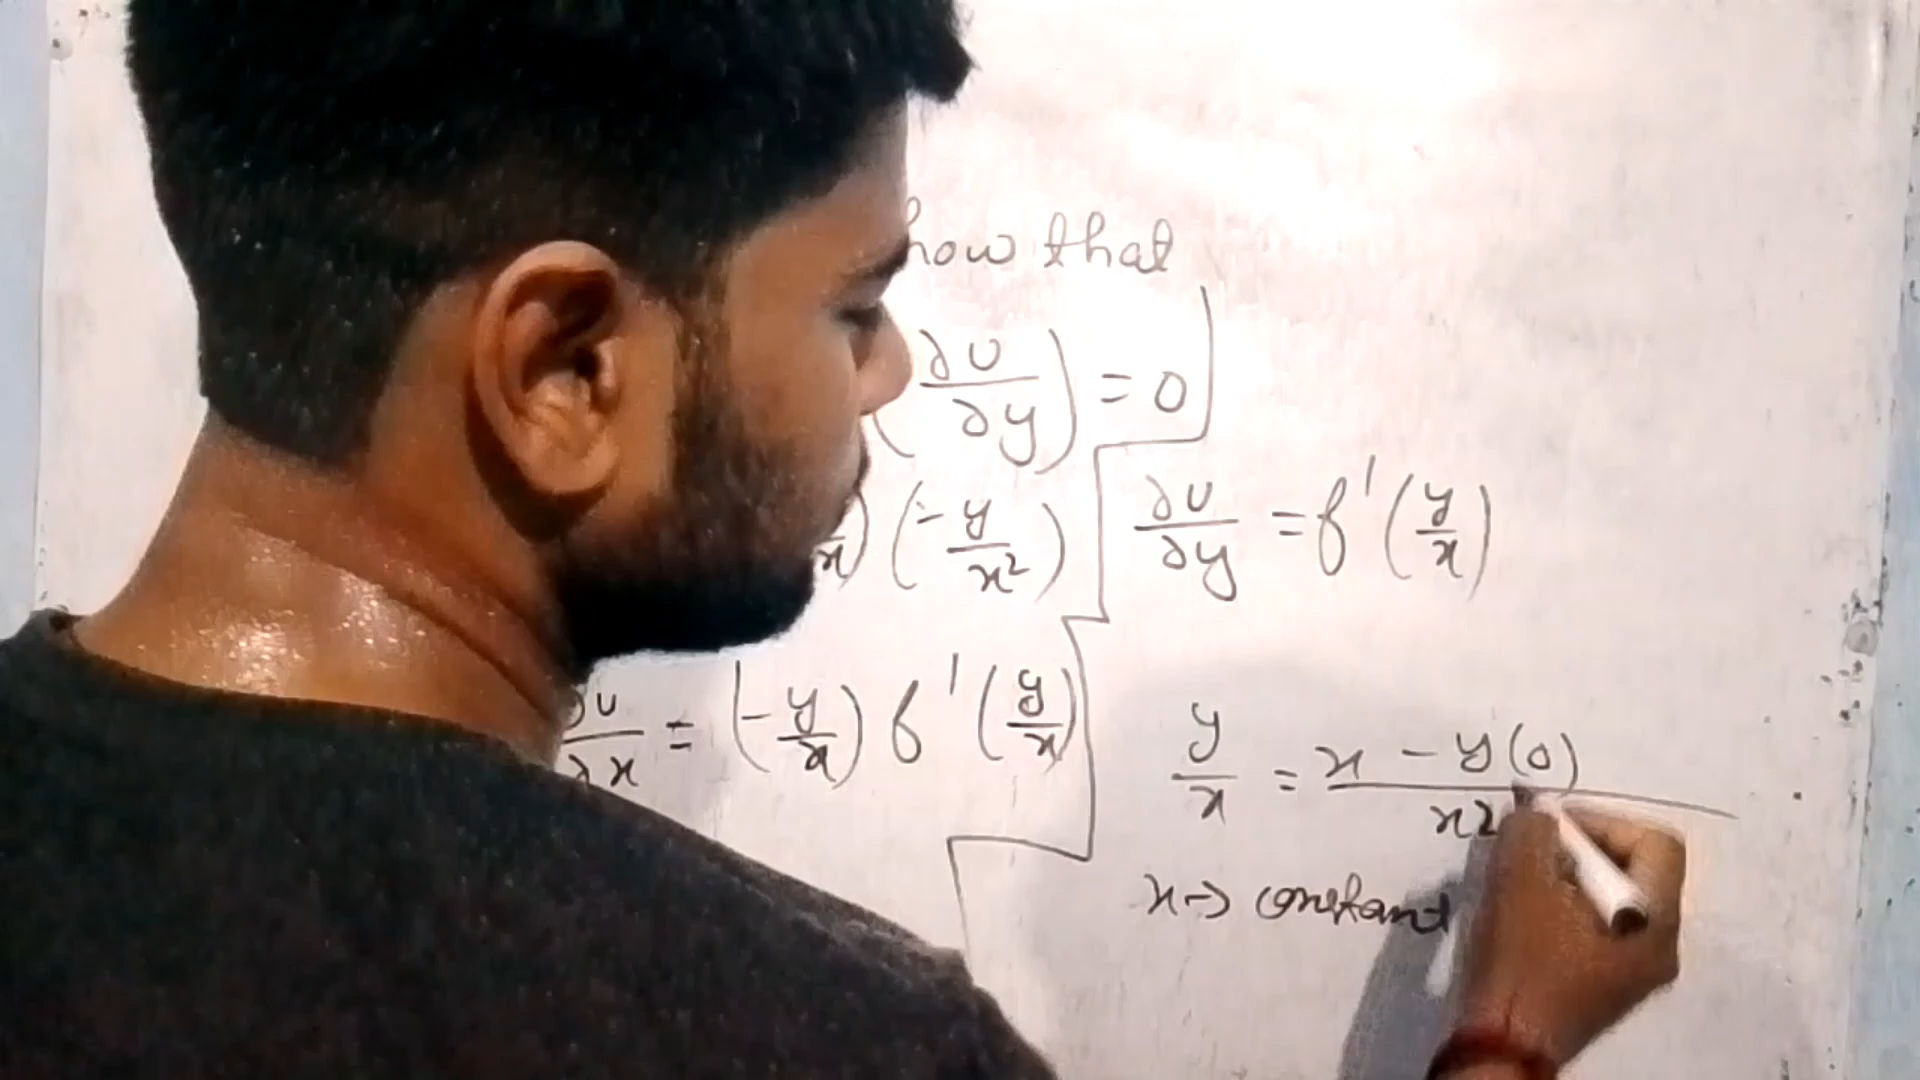 how that
(∂U/∂y) = 0
x) (-y/x²)
∂U/∂y = f'(y/x)
∂U/∂x = (-y/x) f'(y/x)
y/x = x - y(0)/x2
x → constant